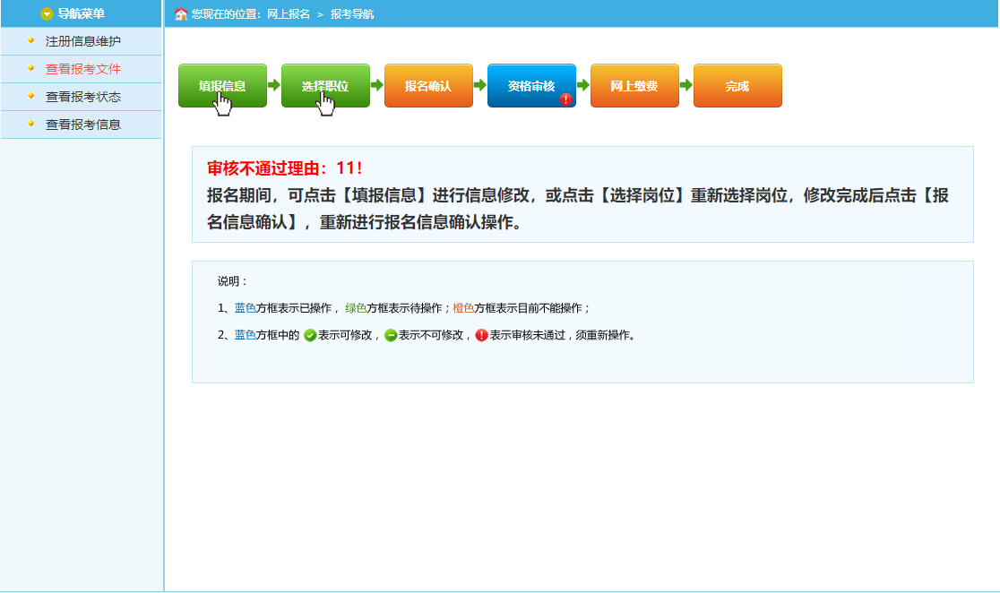 导航菜单
您现在的位置：网上报名 > 报考导航
注册信息维护
查看报考文件
查看报考状态
查看报考信息
填报信息
选择职位
报名确认
资格审核
网上缴费
完成
审核不通过理由：11！
报名期间，可点击【填报信息】进行信息修改，或点击【选择岗位】重新选择岗位，修改完成后点击【报
名信息确认】，重新进行报名信息确认操作。
说明：
1、蓝色方框表示已操作，绿色方框表示待操作；橙色方框表示目前不能操作；
2、蓝色方框中的 表示可修改， 表示不可修改， 表示审核未通过，须重新操作。